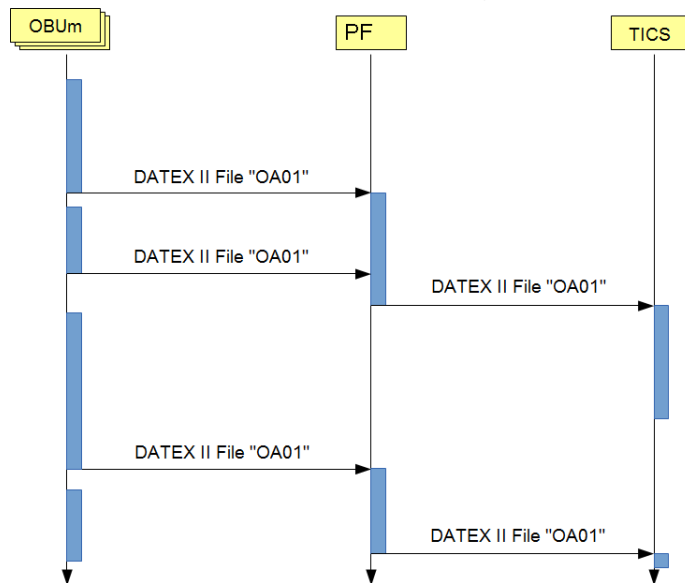 OBUm
PF
TICS
DATEX II File "OA01"
DATEX II File "OA01"
DATEX II File "OA01"
DATEX II File "OA01"
DATEX II File "OA01"